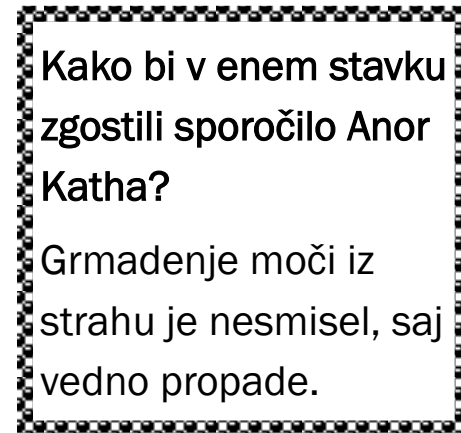 Kako bi v enem stavku
zgostili sporočilo Anor
Katha?
Grmadenje moči iz
strahu je nesmisel, saj
vedno propade.